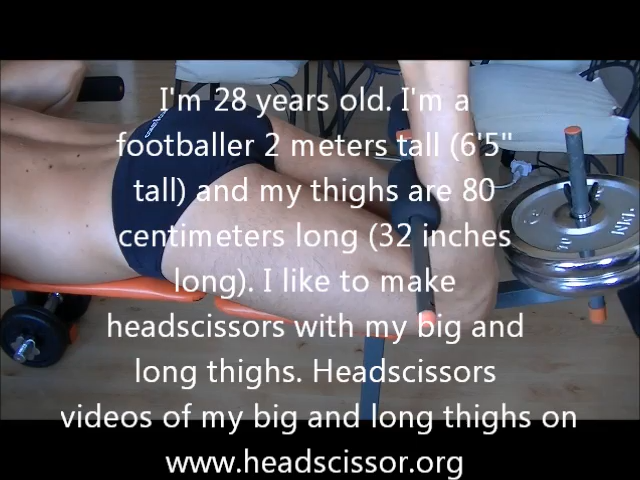 I'm 28 years old. I'm a
footballer 2 meters tall (6'5"
tall) and my thighs are 80
centimeters long (32 inches
long). I like to make
headscissors with my big and
long thighs. Headscissors
videos of my big and long thighs on
www.headscissor.org